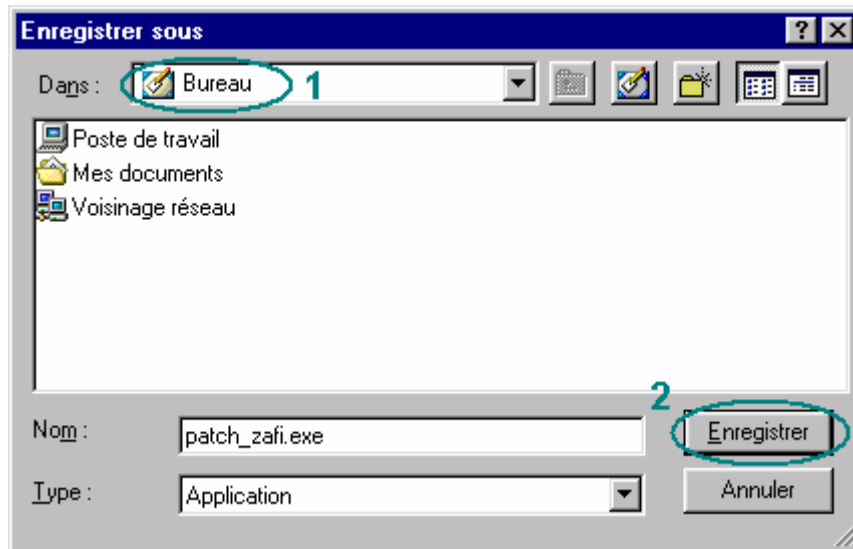 Enregistrer sous
Dans : Bureau 1
Poste de travail
Mes documents
Voisinage réseau
2
Nom : patch_zafi.exe Enregistrer
Type : Application Annuler